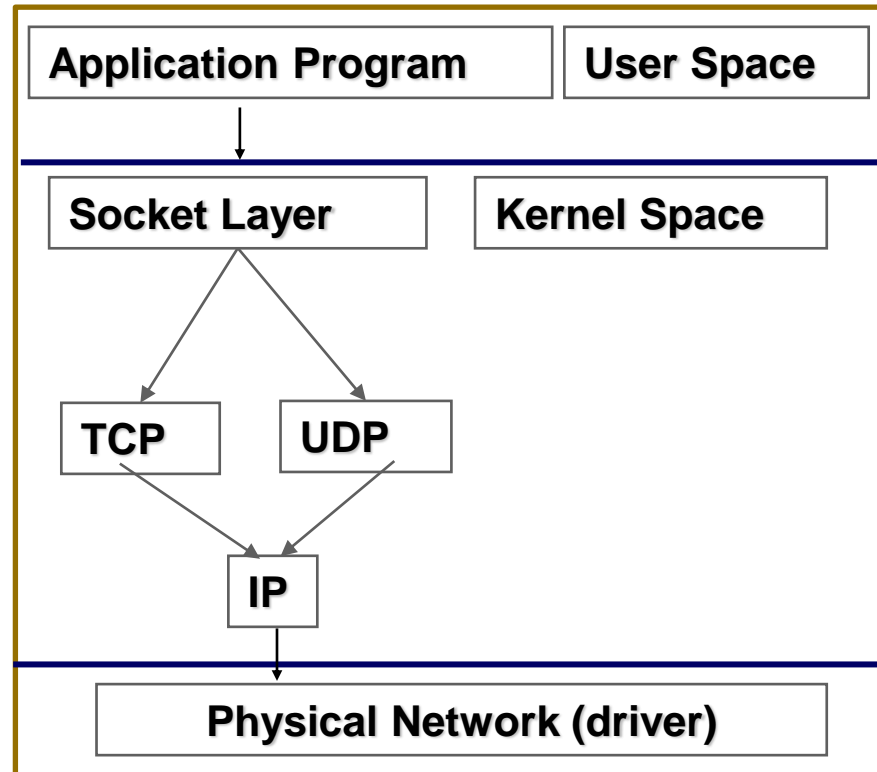 Application Program
User Space
Socket Layer
Kernel Space
TCP
UDP
IP
Physical Network (driver)